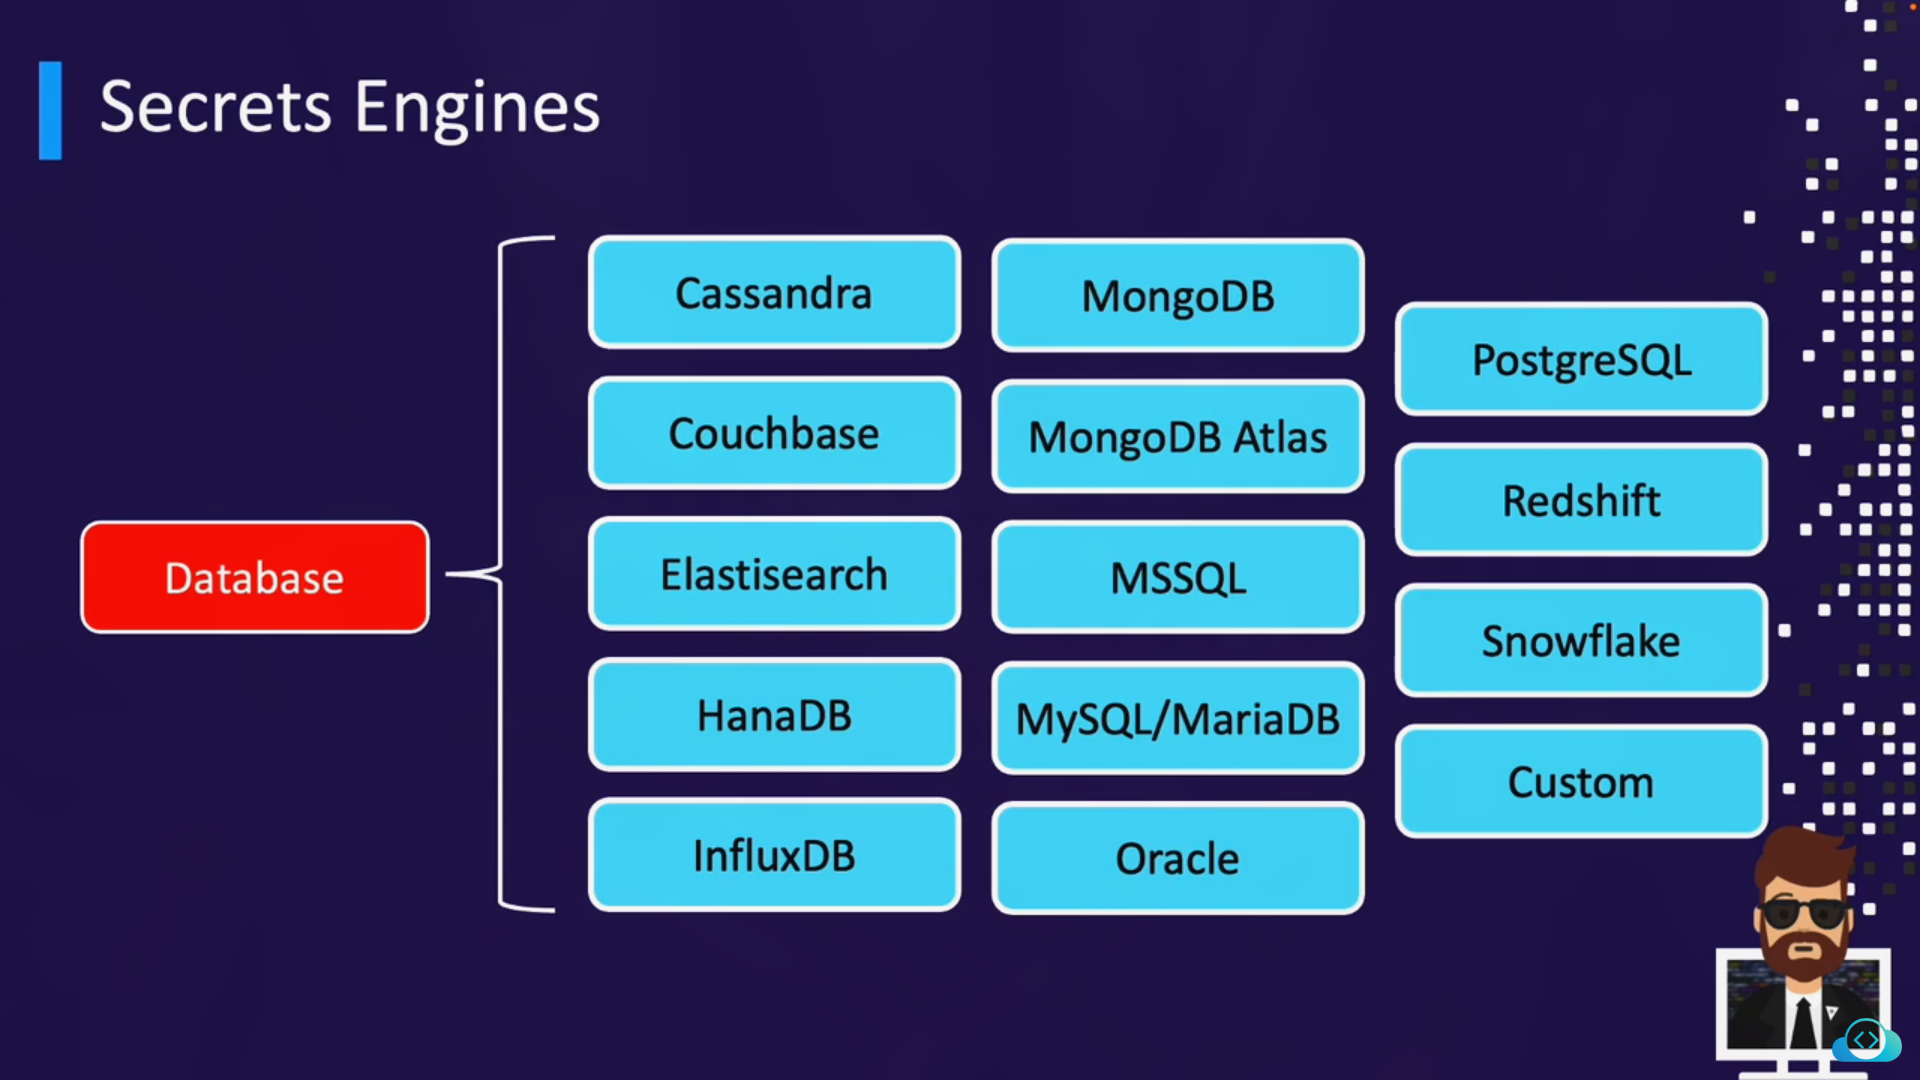 Secrets Engines
Database
Cassandra
Couchbase
Elastisearch
HanaDB
InfluxDB
MongoDB
MongoDB Atlas
MSSQL
MySQL/MariaDB
Oracle
PostgreSQL
Redshift
Snowflake
Custom